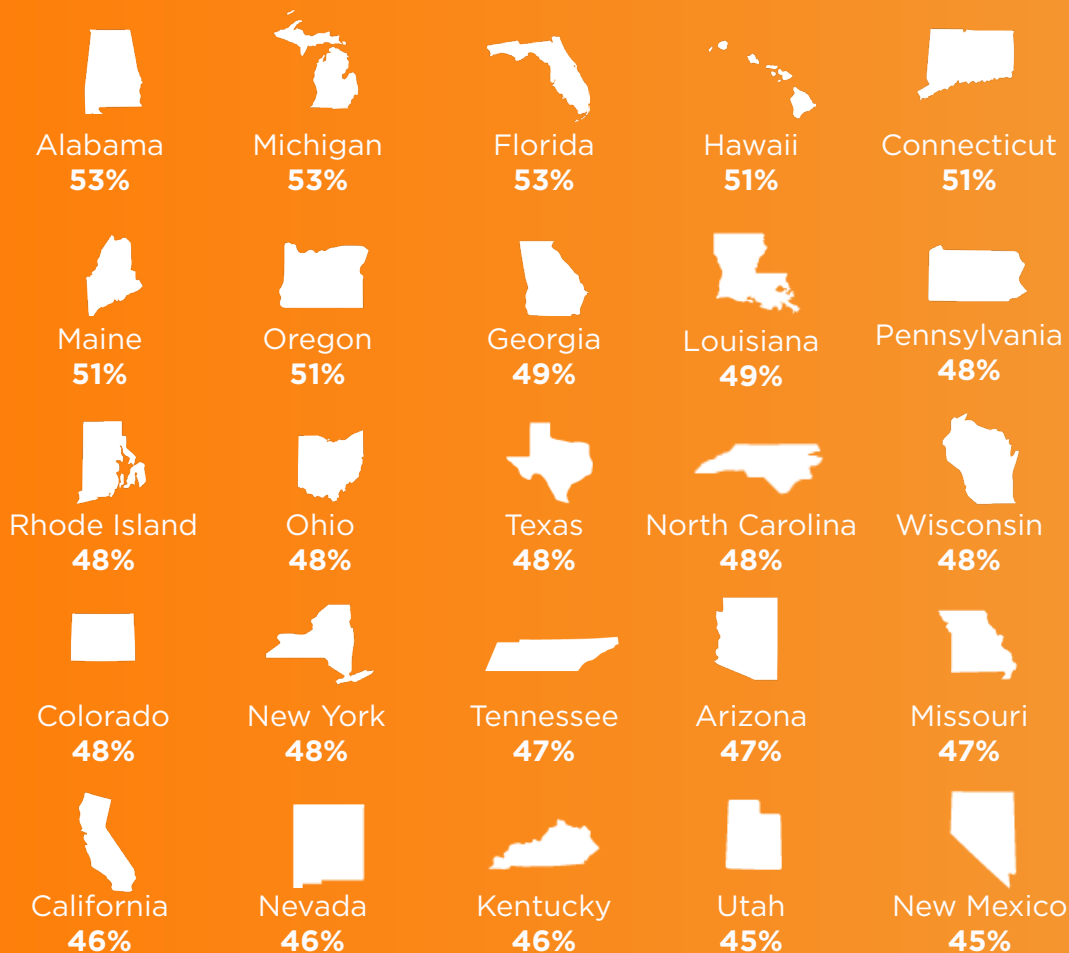 Alabama
53%
Michigan
53%
Florida
53%
Hawaii
51%
Connecticut
51%
Maine
51%
Oregon
51%
Georgia
49%
Louisiana
49%
Pennsylvania
48%
Rhode Island
48%
Ohio
48%
Texas
48%
North Carolina
48%
Wisconsin
48%
Colorado
48%
New York
48%
Tennessee
47%
Arizona
47%
Missouri
47%
California
46%
Nevada
46%
Kentucky
46%
Utah
45%
New Mexico
45%